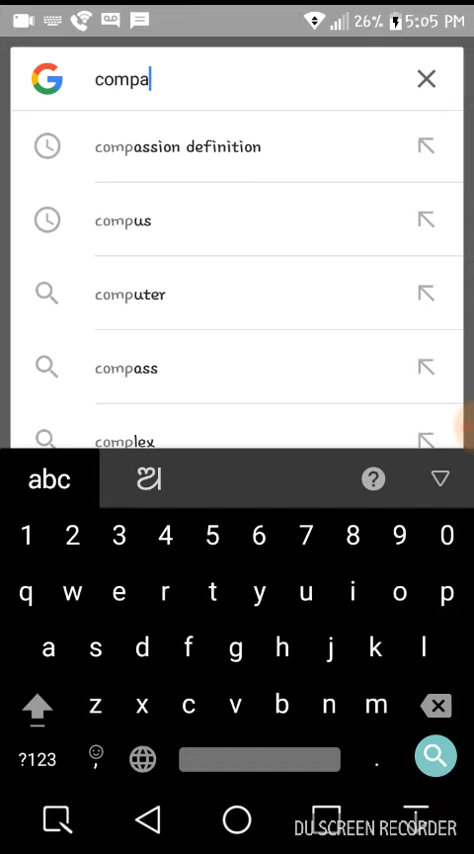 26% 5:05 PM
compa
compassion definition
compus
computer
compass
complex
abc ଆ ?
1 2 3 4 5 6 7 8 9 0
q w e r t y u i o p
a s d f g h j k l
z x c v b n m
?123 , .
DU SCREEN RECORDER